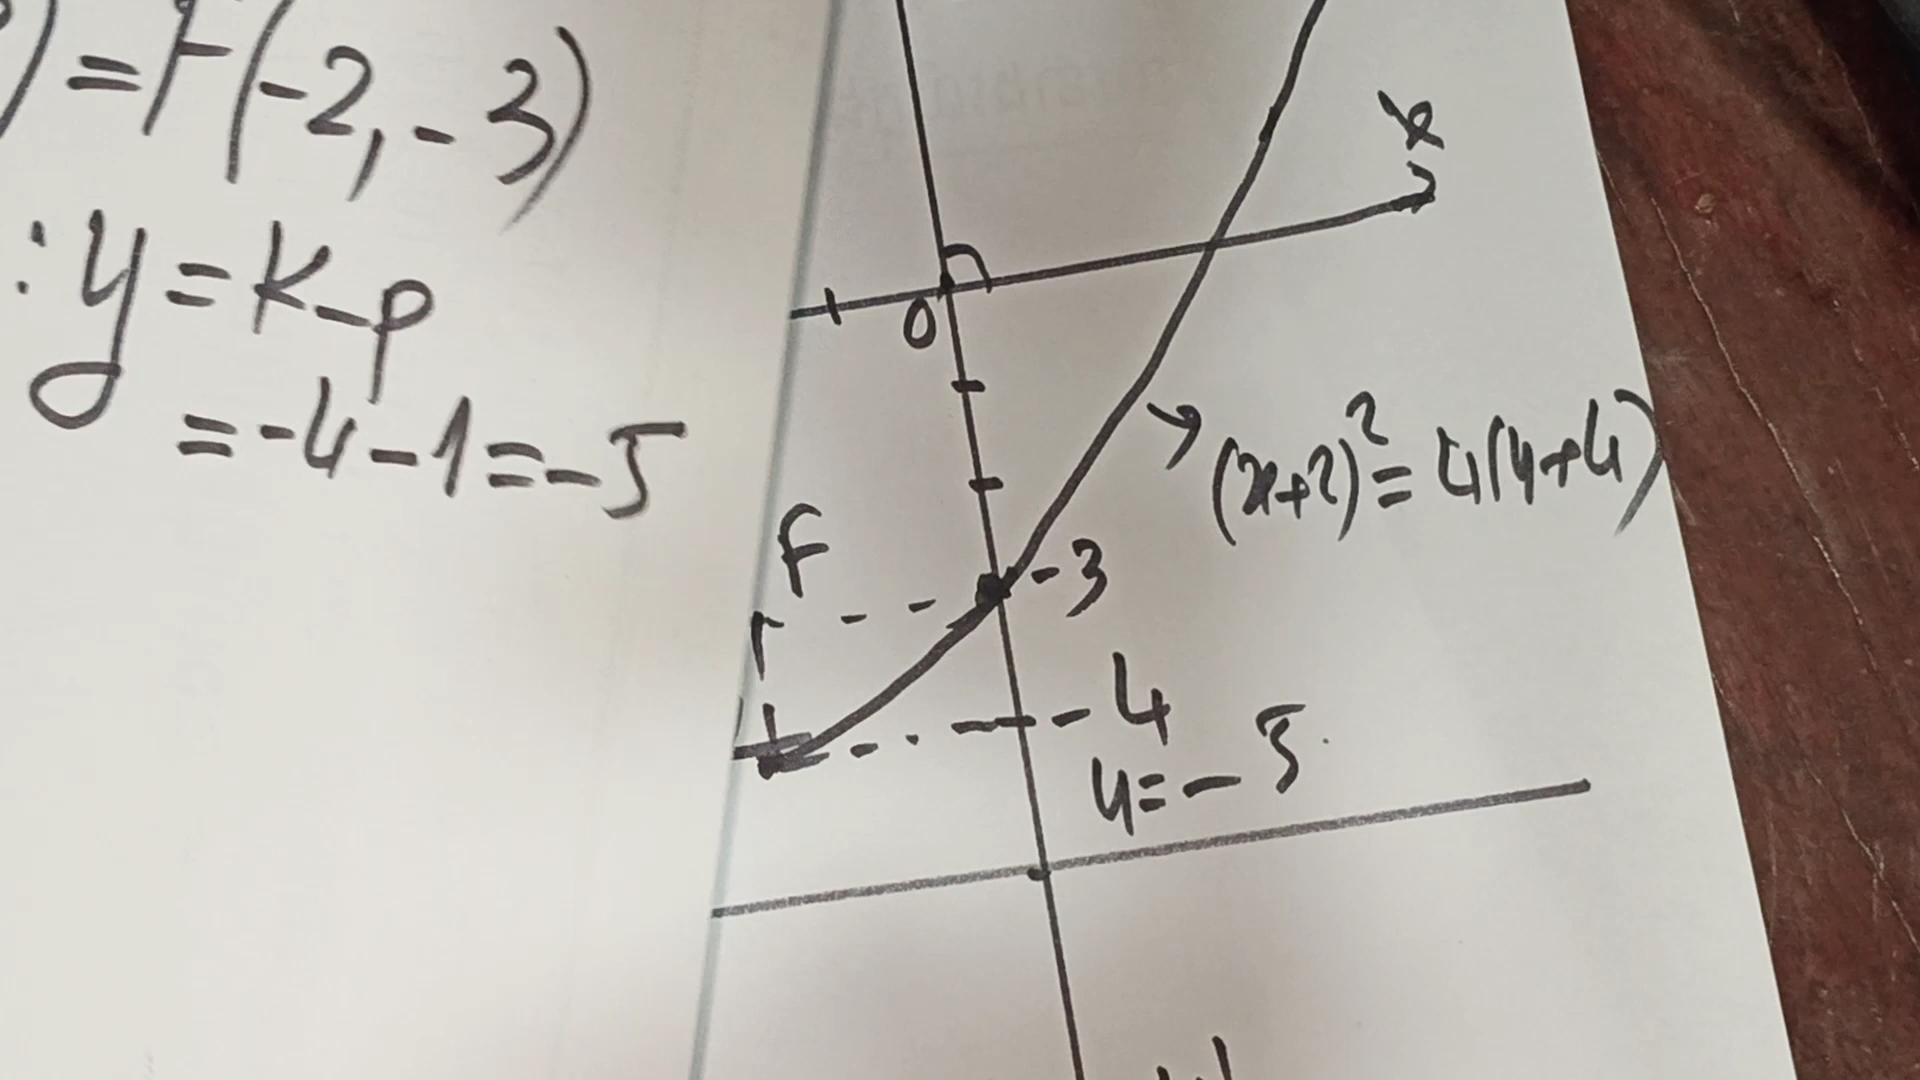 ) = F(-2, -3)
: y = K - p
= -4 - 1 = -5
x
0
(x+2)² = 4(y+4)
F
-3
-4
y = -5